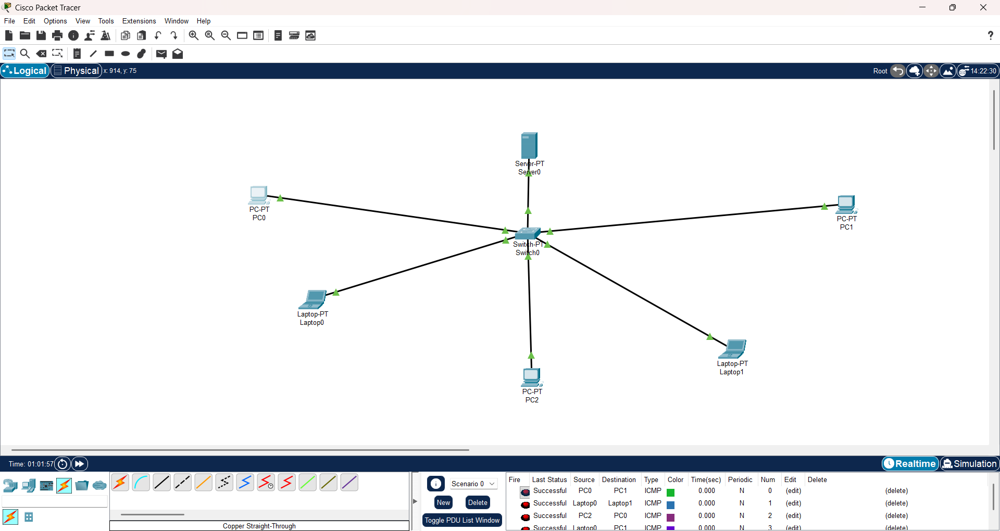 Cisco Packet Tracer
File Edit Options View Tools Extensions Window Help
Logical Physical x: 914, y: 75 Root 14:22:30
Server-PT
Server0
PC-PT
PC0
PC-PT
PC1
Switch-PT
Switch0
Laptop-PT
Laptop0
Laptop-PT
Laptop1
PC-PT
PC2
Time: 01:01:57 Realtime Simulation
Scenario 0
New Delete
Toggle PDU List Window
Copper Straight-Through
Fire Last Status Source Destination Type Color Time(sec) Periodic Num Edit Delete
Successful PC0 PC1 ICMP 0.000 N 0 (edit) (delete)
Successful Laptop0 Laptop1 ICMP 0.000 N 1 (edit) (delete)
Successful PC2 PC0 ICMP 0.000 N 2 (edit) (delete)
Successful Laptop0 PC1 ICMP 0.000 N 3 (edit) (delete)